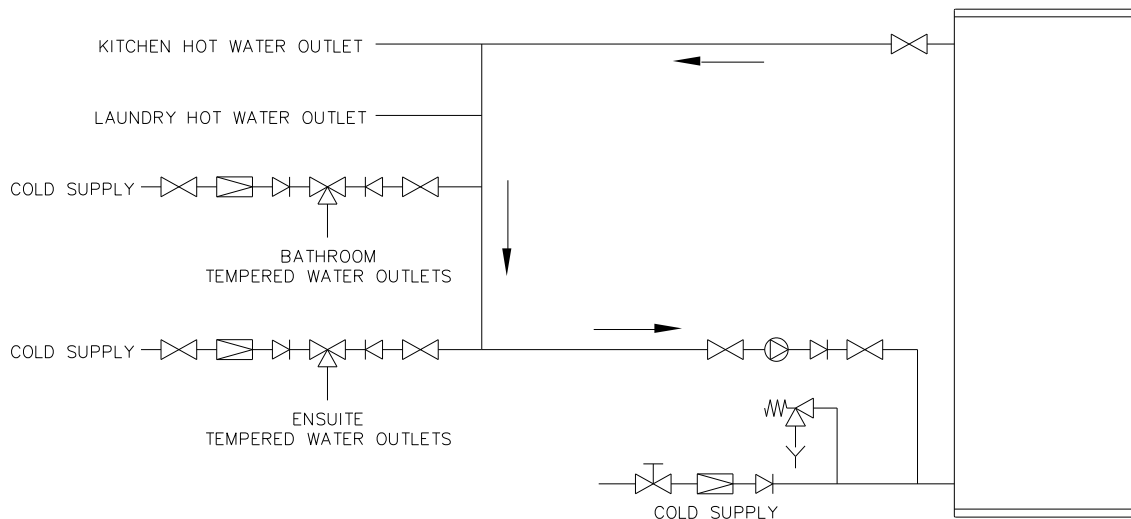 KITCHEN HOT WATER OUTLET
LAUNDRY HOT WATER OUTLET
COLD SUPPLY
BATHROOM
TEMPERED WATER OUTLETS
COLD SUPPLY
ENSUITE
TEMPERED WATER OUTLETS
COLD SUPPLY